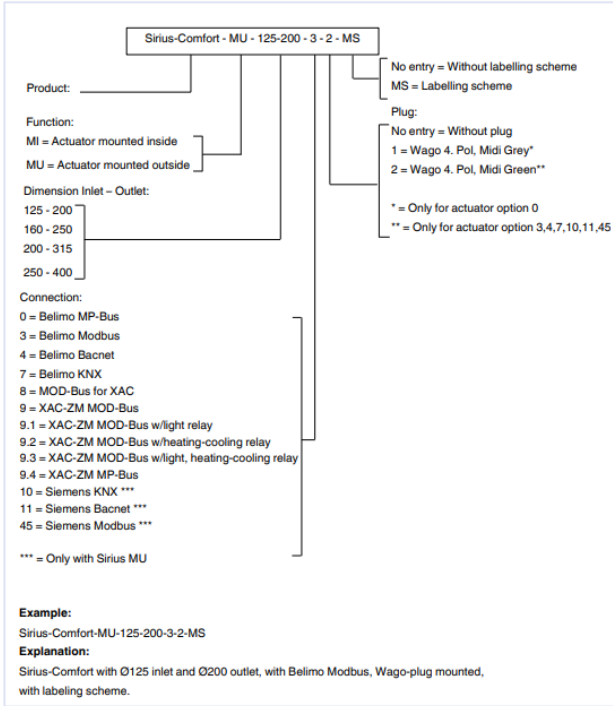 Sirius-Comfort - MU - 125-200 - 3 - 2 - MS
No entry = Without labelling scheme
MS = Labelling scheme
Product:
Plug:
No entry = Without plug
1 = Wago 4. Pol, Midi Grey*
2 = Wago 4. Pol, Midi Green**
* = Only for actuator option 0
** = Only for actuator option 3,4,7,10,11,45
Function:
MI = Actuator mounted inside
MU = Actuator mounted outside
Dimension Inlet – Outlet:
125 - 200
160 - 250
200 - 315
250 - 400
Connection:
0 = Belimo MP-Bus
3 = Belimo Modbus
4 = Belimo Bacnet
7 = Belimo KNX
8 = MOD-Bus for XAC
9 = XAC-ZM MOD-Bus
9.1 = XAC-ZM MOD-Bus w/light relay
9.2 = XAC-ZM MOD-Bus w/heating-cooling relay
9.3 = XAC-ZM MOD-Bus w/light, heating-cooling relay
9.4 = XAC-ZM MP-Bus
10 = Siemens KNX ***
11 = Siemens Bacnet ***
45 = Siemens Modbus ***
*** = Only with Sirius MU
Example:
Sirius-Comfort-MU-125-200-3-2-MS
Explanation:
Sirius-Comfort with Ø125 inlet and Ø200 outlet, with Belimo Modbus, Wago-plug mounted,
with labeling scheme.